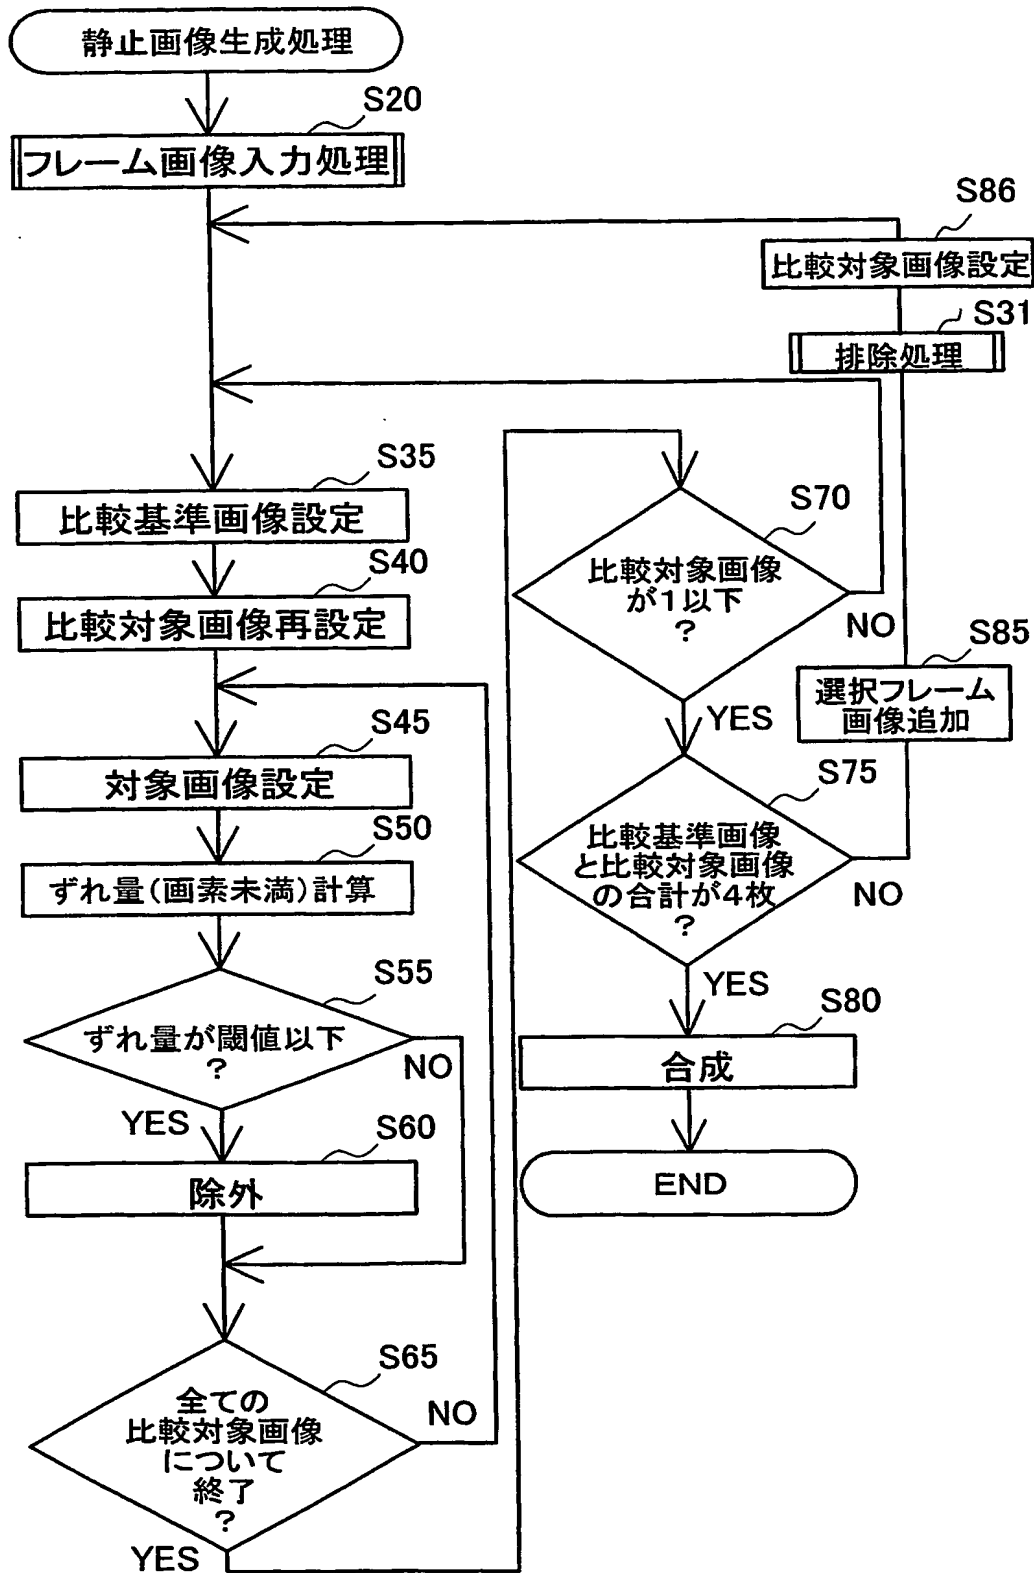 静止画像生成処理
S20
フレーム画像入力処理
S86
比較対象画像設定
S31
排除処理
S35
比較基準画像設定
S40
比較対象画像再設定
S45
対象画像設定
S50
ずれ量(画素未満)計算
S55
ずれ量が閾値以下
?
NO
YES
S60
除外
S65
全ての
比較対象画像
について
終了
?
NO
YES
S70
比較対象画像
が1以下
?
NO
YES
S85
選択フレーム
画像追加
S75
比較基準画像
と比較対象画像
の合計が4枚
?
NO
YES
S80
合成
END